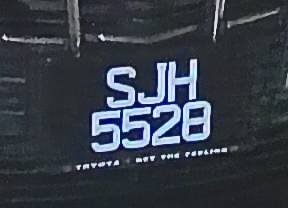 SJH
5528
TOYOTA - GET THE FEELING